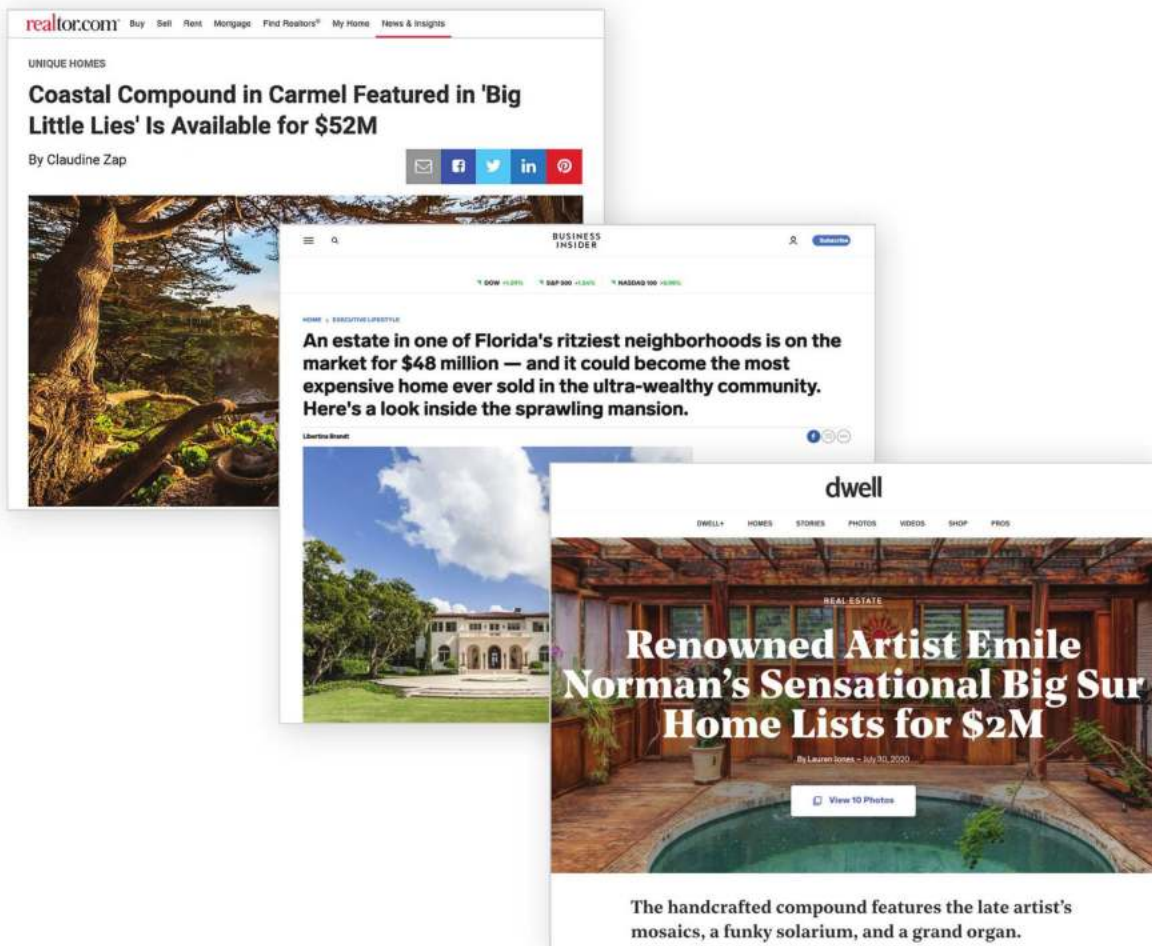 realtor.com
Buy Sell Rent Mortgage Find Realtors® My Home News & Insights
UNIQUE HOMES
Coastal Compound in Carmel Featured in 'Big
Little Lies' Is Available for $52M
By Claudine Zap
BUSINESS
INSIDER
Subscribe
DOW S&P 500 NASDAQ 100
HOME EXECUTIVE LIFESTYLE
An estate in one of Florida's ritziest neighborhoods is on the
market for $48 million — and it could become the most
expensive home ever sold in the ultra-wealthy community.
Here's a look inside the sprawling mansion.
Libertina Brandt
dwell
DWELL+ HOMES STORIES PHOTOS VIDEOS SHOP PROS
REAL ESTATE
Renowned Artist Emile
Norman's Sensational Big Sur
Home Lists for $2M
By Lauren Jones – July 30, 2020
View 10 Photos
The handcrafted compound features the late artist's
mosaics, a funky solarium, and a grand organ.